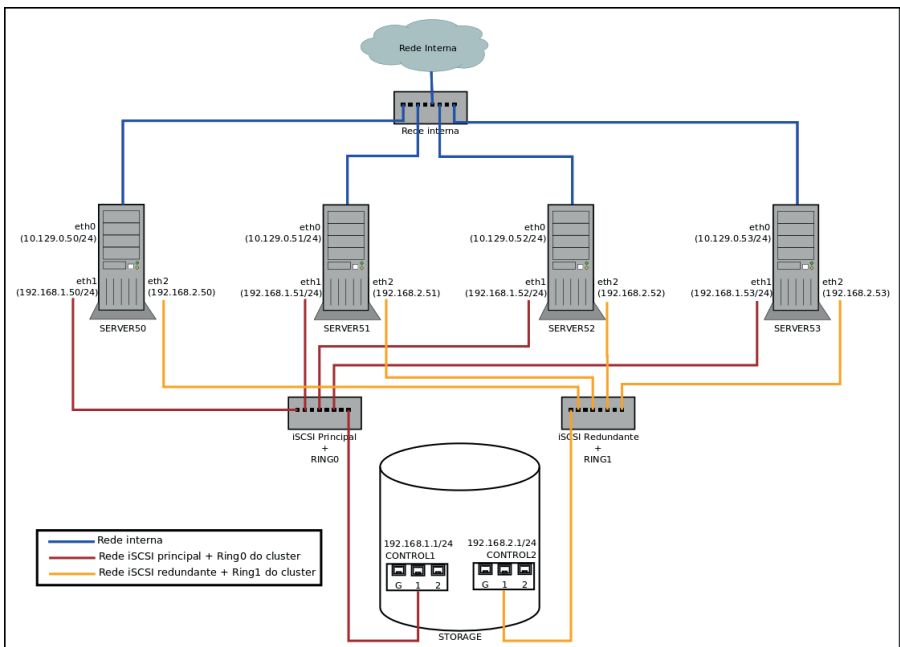 Rede Interna
Rede interna
eth0
(10.129.0.50/24)
eth1
(192.168.1.50/24)
eth2
(192.168.2.50)
SERVER50
eth0
(10.129.0.51/24)
eth1
(192.168.1.51/24)
eth2
(192.168.2.51)
SERVER51
eth0
(10.129.0.52/24)
eth1
(192.168.1.52/24)
eth2
(192.168.2.52)
SERVER52
eth0
(10.129.0.53/24)
eth1
(192.168.1.53/24)
eth2
(192.168.2.53)
SERVER53
iSCSI Principal
+
RING0
iSCSI Redundante
+
RING1
192.168.1.1/24
CONTROL1
G 1 2
192.168.2.1/24
CONTROL2
G 1 2
STORAGE
Rede interna
Rede iSCSI principal + Ring0 do cluster
Rede iSCSI redundante + Ring1 do cluster